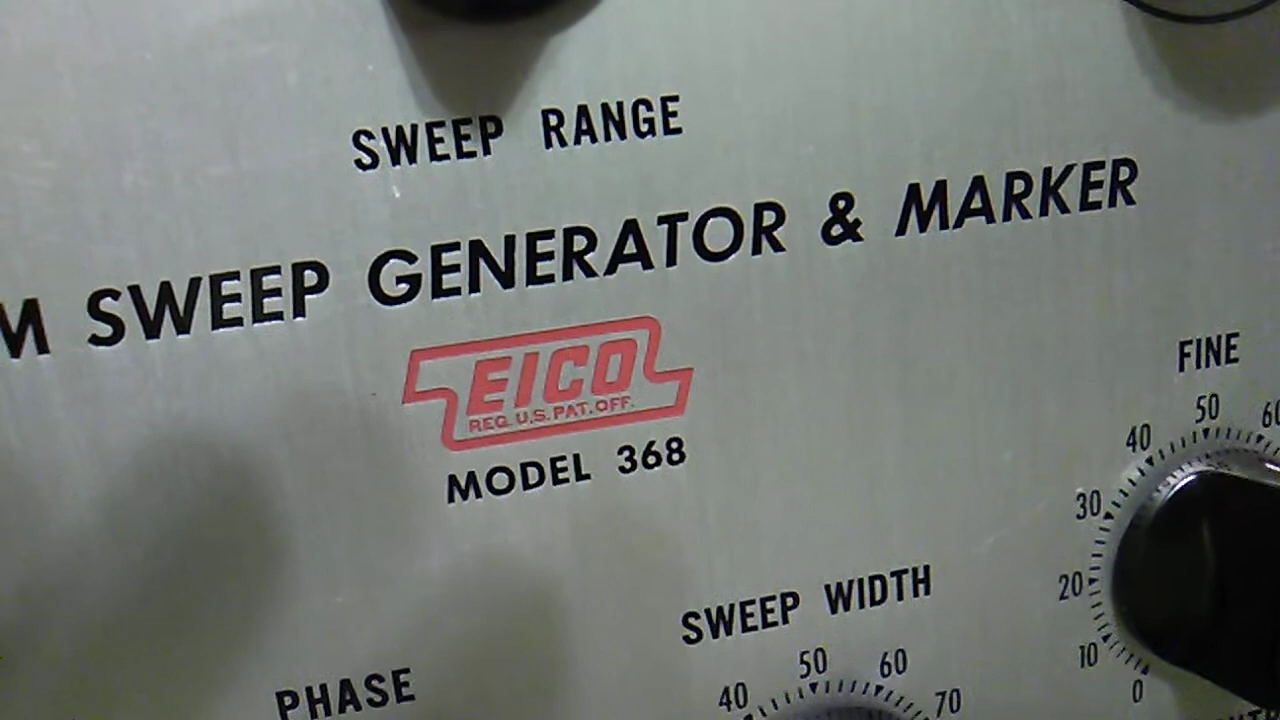 SWEEP RANGE
M SWEEP GENERATOR & MARKER
EICO
REG. U.S. PAT. OFF.
MODEL 368
FINE
50
60
40
30
20
10
0
SWEEP WIDTH
50
60
40
70
PHASE